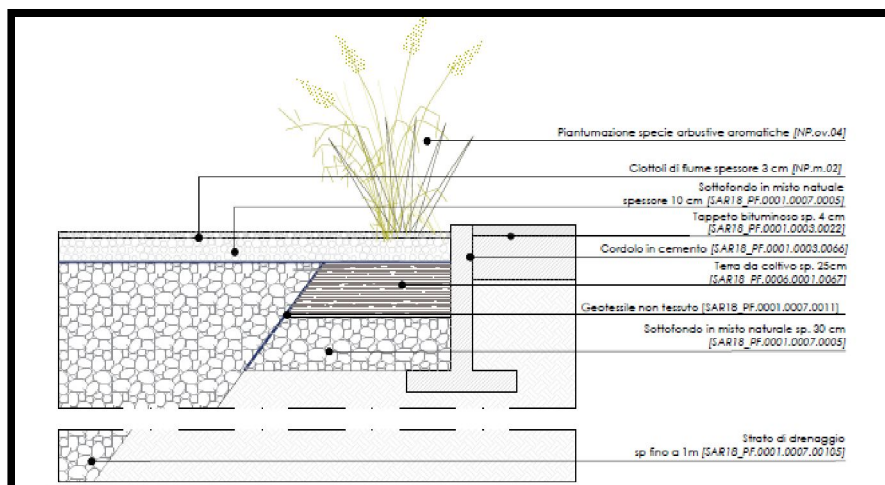 Piantumazione specie arbustive aromatiche [NP.ov.04]
Ciottoli di fiume spessore 3 cm [NP.m.02]
Sottofondo in misto natuale
spessore 10 cm [SAR18_PF.0001.0007.0005]
Tappeto bituminoso sp. 4 cm
[SAR18_PF.0001.0003.0022]
Cordolo in cemento [SAR18_PF.0001.0003.0066]
Terra da coltivo sp. 25cm
[SAR18_PF.0006.0001.0067]
Geotessile non tessuto [SAR18_PF.0001.0007.0011]
Sottofondo in misto naturale sp. 30 cm
[SAR18_PF.0001.0007.0005]
Strato di drenaggio
sp fino a 1m [SAR18_PF.0001.0007.00105]